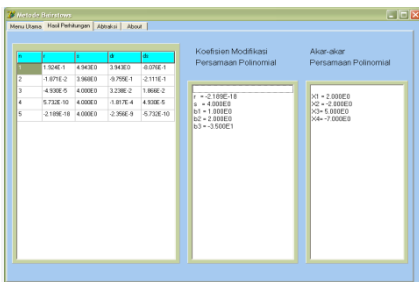 Metode Bairstowe
Menu Utama Hasil Perhitungan Abtraksi About
Koefisien Modifikasi
Persamaan Polinomial
Akar-akar
Persamaan Polinomial
n r s dr ds
1 1.924E-1 4.943E0 3.943E0 -8.076E-1
2 -1.871E-2 3.968E0 -9.755E-1 -2.111E-1
3 -4.930E-5 4.000E0 3.238E-2 1.866E-2
4 5.732E-10 4.000E0 -1.817E-4 4.930E-5
5 -2.189E-18 4.000E0 -2.356E-9 -5.732E-10
r = -2.189E-18
s = 4.000E0
b1 = 1.000E0
b2 = 2.000E0
b3 = -3.500E1
X1 = 2.000E0
X2 = -2.000E0
X3= 5.000E0
X4= -7.000E0